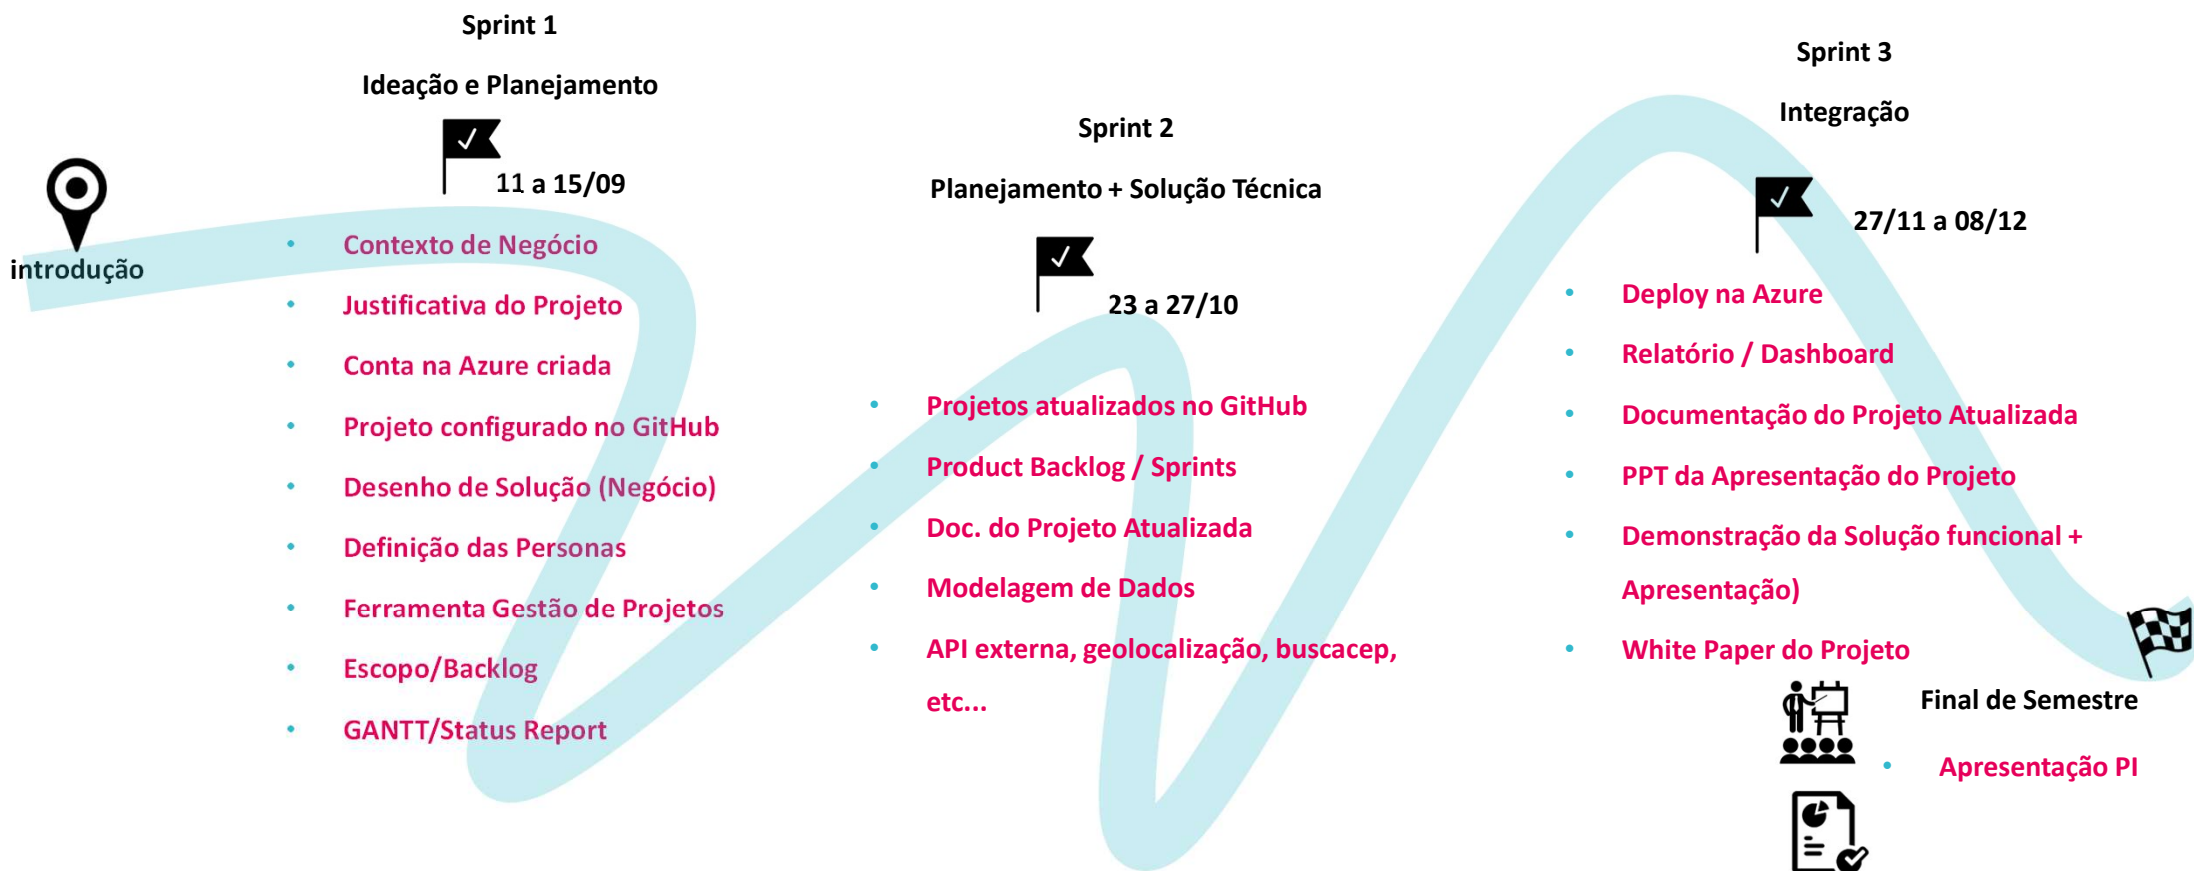 introdução
Sprint 1
Ideação e Planejamento
11 a 15/09
• Contexto de Negócio
• Justificativa do Projeto
• Conta na Azure criada
• Projeto configurado no GitHub
• Desenho de Solução (Negócio)
• Definição das Personas
• Ferramenta Gestão de Projetos
• Escopo/Backlog
• GANTT/Status Report
Sprint 2
Planejamento + Solução Técnica
23 a 27/10
• Projetos atualizados no GitHub
• Product Backlog / Sprints
• Doc. do Projeto Atualizada
• Modelagem de Dados
• API externa, geolocalização, buscacep,
etc...
Sprint 3
Integração
27/11 a 08/12
• Deploy na Azure
• Relatório / Dashboard
• Documentação do Projeto Atualizada
• PPT da Apresentação do Projeto
• Demonstração da Solução funcional +
Apresentação)
• White Paper do Projeto
Final de Semestre
• Apresentação PI